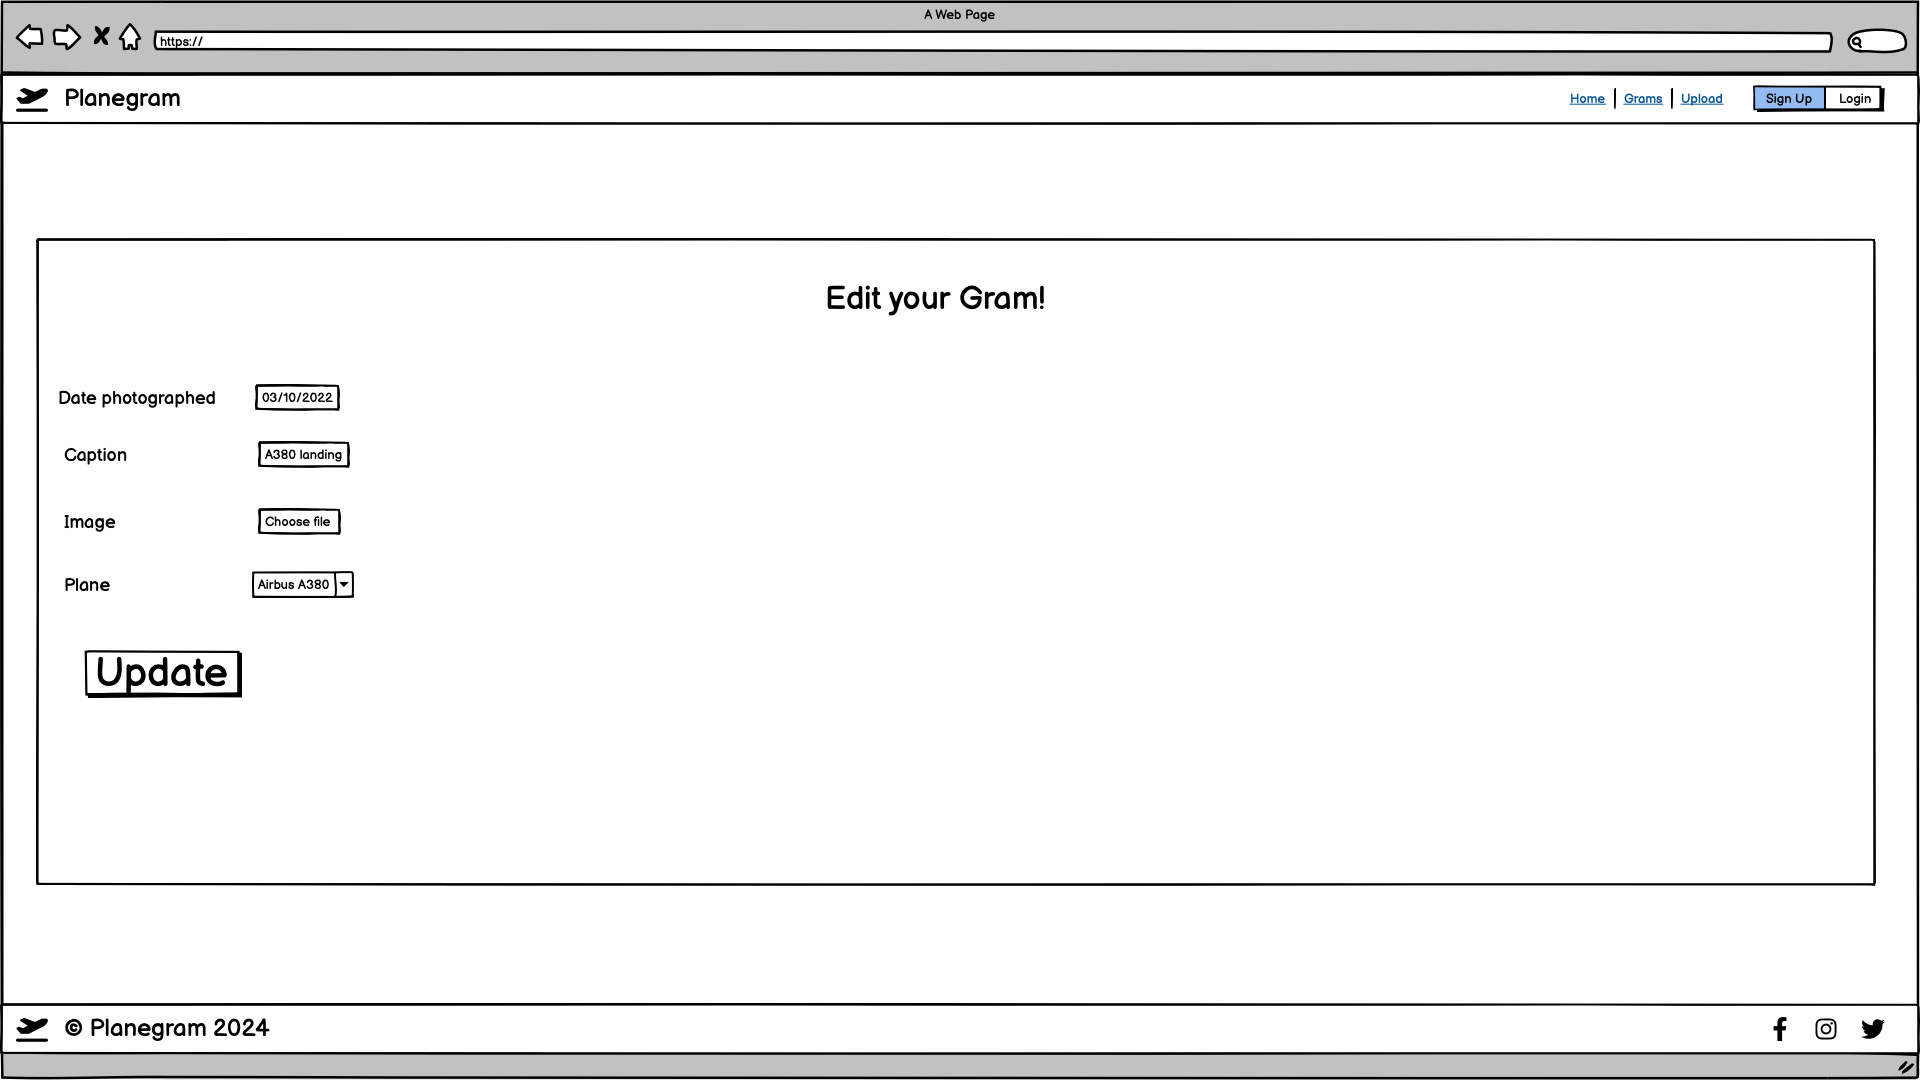 A Web Page
https://
Planegram
Home Grams Upload Sign Up Login
Edit your Gram!
Date photographed 03/10/2022
Caption A380 landing
Image Choose file
Plane Airbus A380
Update
© Planegram 2024